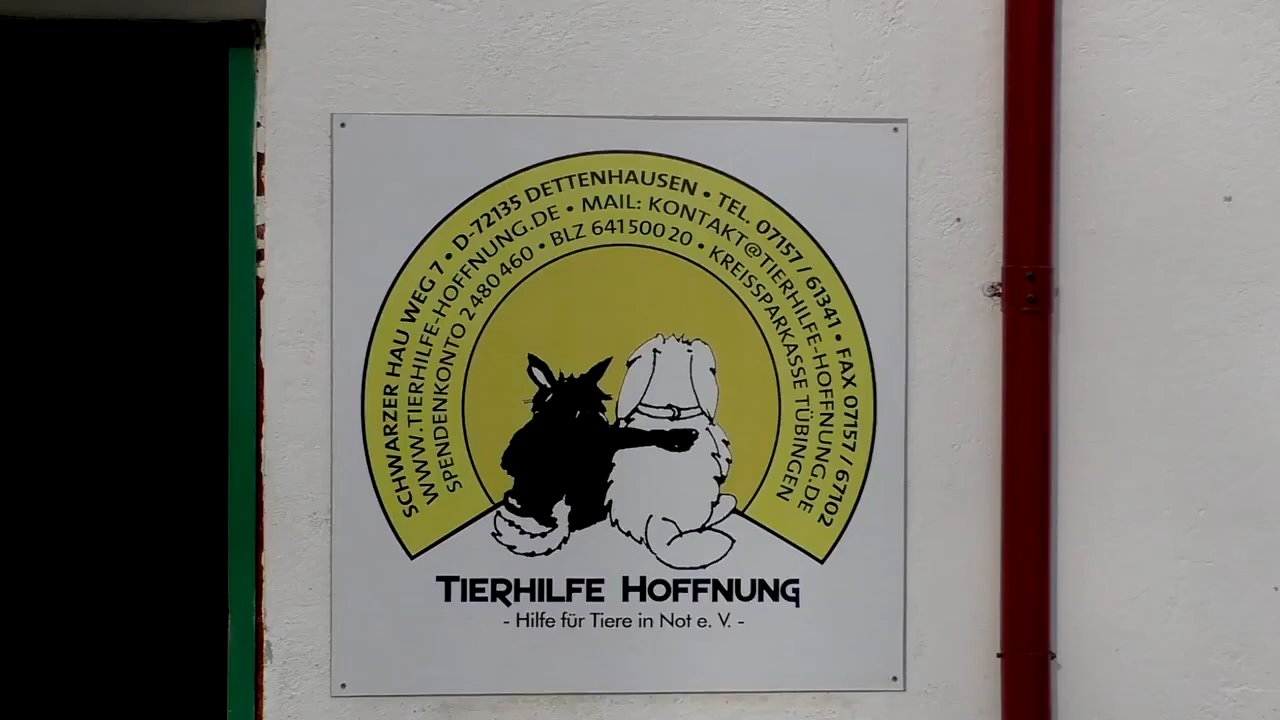 SCHWARZER HAU WEG 7 • D-72135 DETTENHAUSEN • TEL. 07157/61341 • FAX 07157/67102
WWW.TIERHILFE-HOFFNUNG.DE • MAIL: KONTAKT@TIERHILFE-HOFFNUNG.DE
SPENDENKONTO 2 480 460 • BLZ 641 500 20 • KREISSPARKASSE TÜBINGEN
TIERHILFE HOFFNUNG
- Hilfe für Tiere in Not e. V. -